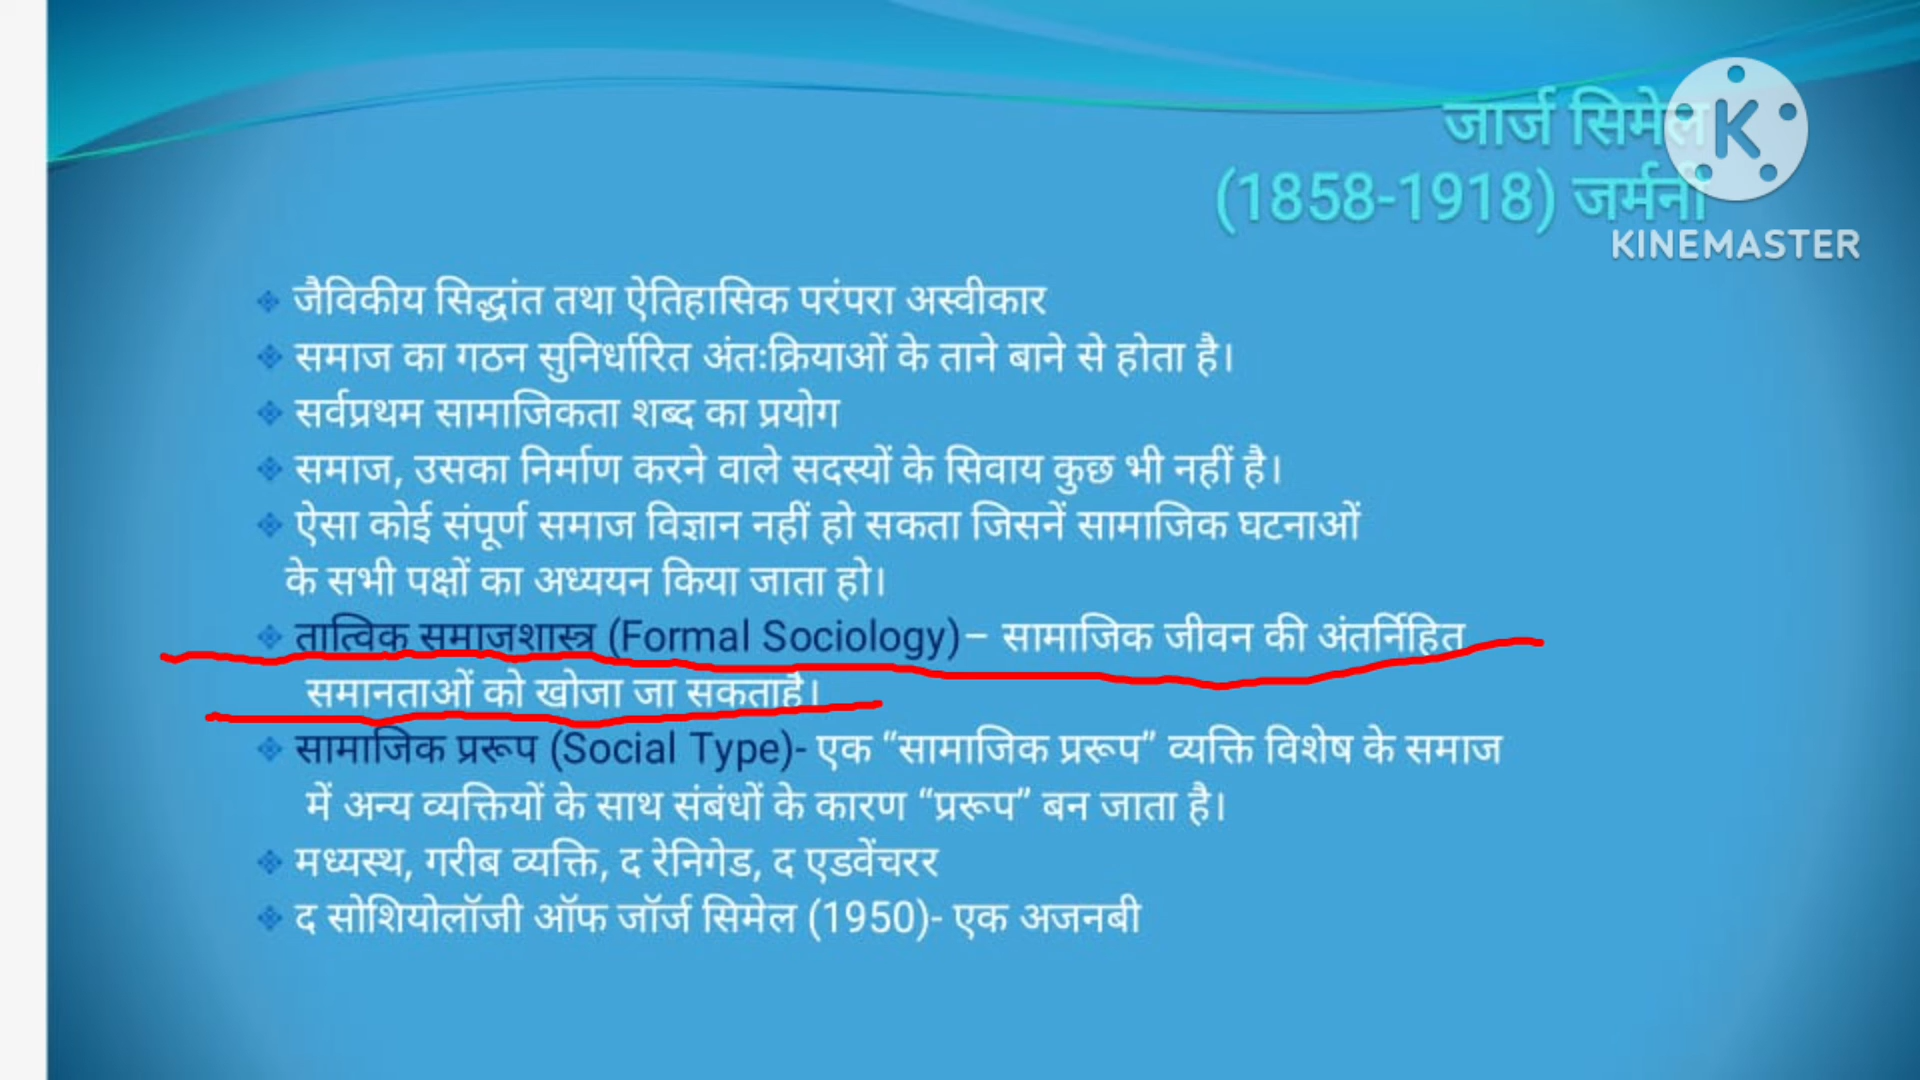 जार्ज सिमेल
(1858-1918) जर्मनी
KINEMASTER
जैविकीय सिद्धांत तथा ऐतिहासिक परंपरा अस्वीकार
समाज का गठन सुनिर्धारित अंतःक्रियाओं के ताने बाने से होता है।
सर्वप्रथम सामाजिकता शब्द का प्रयोग
समाज, उसका निर्माण करने वाले सदस्यों के सिवाय कुछ भी नहीं है।
ऐसा कोई संपूर्ण समाज विज्ञान नहीं हो सकता जिसनें सामाजिक घटनाओं
के सभी पक्षों का अध्ययन किया जाता हो।
तात्विक समाजशास्त्र (Formal Sociology)– सामाजिक जीवन की अंतर्निहित
समानताओं को खोजा जा सकताहै।
सामाजिक प्ररूप (Social Type)- एक “सामाजिक प्ररूप” व्यक्ति विशेष के समाज
में अन्य व्यक्तियों के साथ संबंधों के कारण “प्ररूप” बन जाता है।
मध्यस्थ, गरीब व्यक्ति, द रेनिगेड, द एडवेंचरर
द सोशियोलॉजी ऑफ जॉर्ज सिमेल (1950)- एक अजनबी